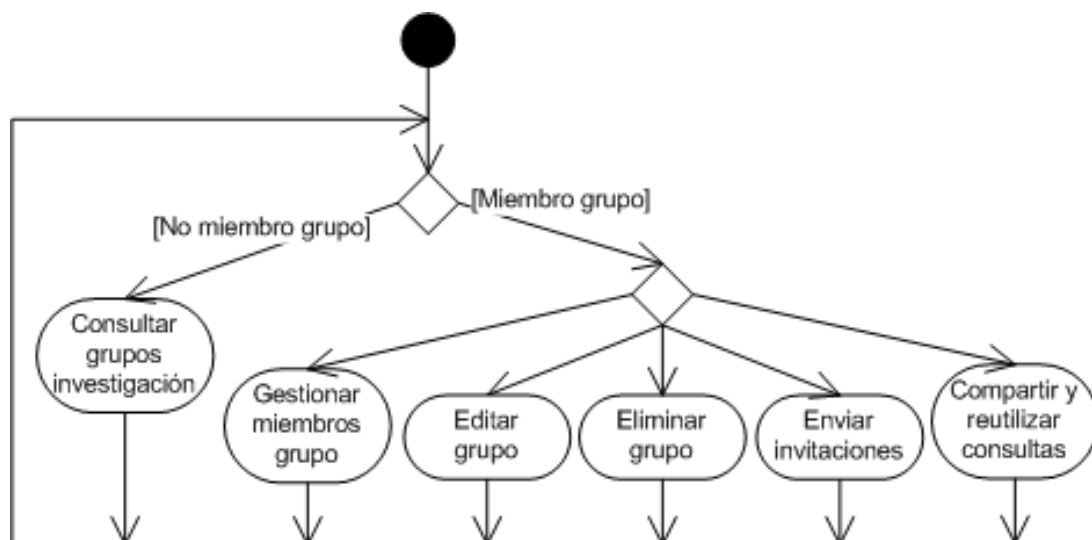 [Miembro grupo]
[No miembro grupo]
Consultar
grupos
investigación
Gestionar
miembros
grupo
Editar
grupo
Eliminar
grupo
Enviar
invitaciones
Compartir y
reutilizar
consultas